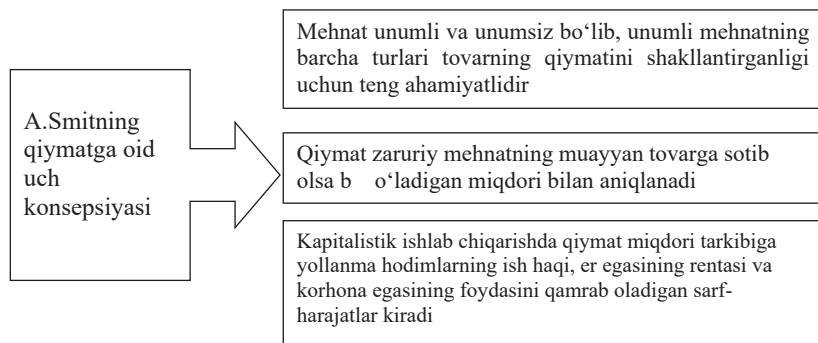 A.Smitning
qiymatga oid
uch
konsepsiyasi
Mehnat unumli va unumsiz bo‘lib, unumli mehnatning
barcha turlari tovarning qiymatini shakllantirganligi
uchun teng ahamiyatlidir
Qiymat zaruriy mehnatning muayyan tovarga sotib
olsa b o‘ladigan miqdori bilan aniqlanadi
Kapitalistik ishlab chiqarishda qiymat miqdori tarkibiga
yollanma hodimlarning ish haqi, er egasining rentasi va
korhona egasining foydasini qamrab oladigan sarf-
harajatlar kiradi